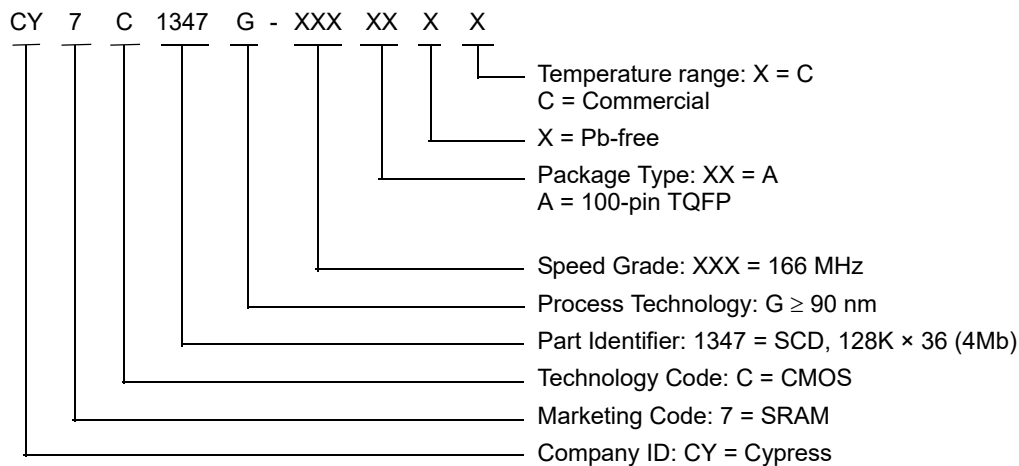 CY 7 C 1347 G - XXX XX X X
Temperature range: X = C
C = Commercial
X = Pb-free
Package Type: XX = A
A = 100-pin TQFP
Speed Grade: XXX = 166 MHz
Process Technology: G ≥ 90 nm
Part Identifier: 1347 = SCD, 128K × 36 (4Mb)
Technology Code: C = CMOS
Marketing Code: 7 = SRAM
Company ID: CY = Cypress